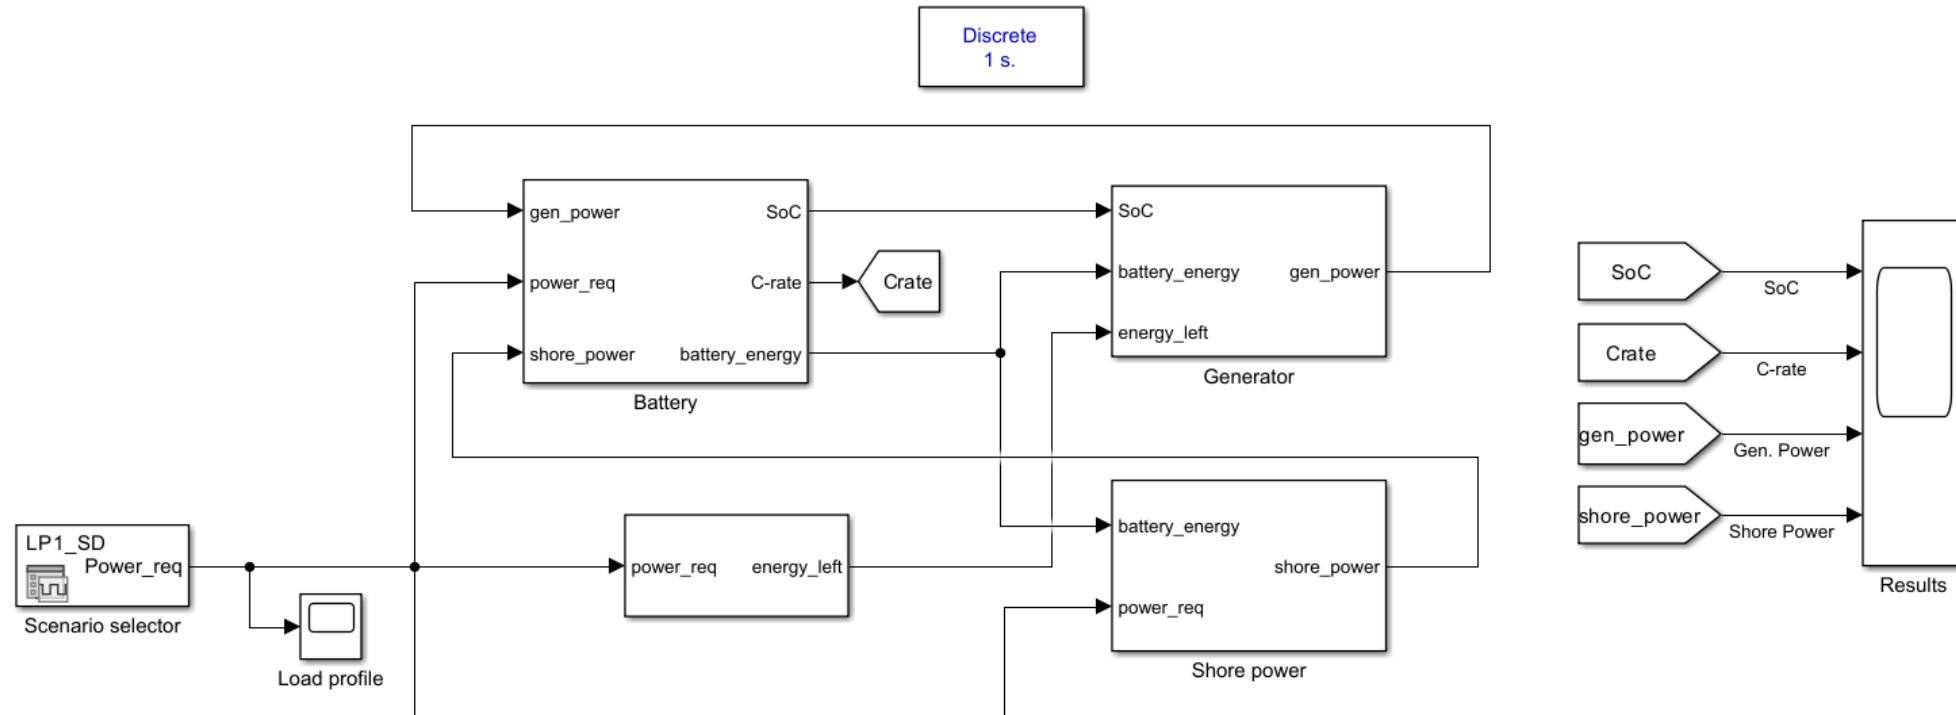 Discrete
1 s.
gen_power
power_req
shore_power
SoC
C-rate
battery_energy
Battery
Crate
SoC
battery_energy
energy_left
gen_power
Generator
LP1_SD
Power_req
Scenario selector
Load profile
power_req
energy_left
battery_energy
power_req
shore_power
Shore power
SoC
SoC
Crate
C-rate
gen_power
Gen. Power
shore_power
Shore Power
Results